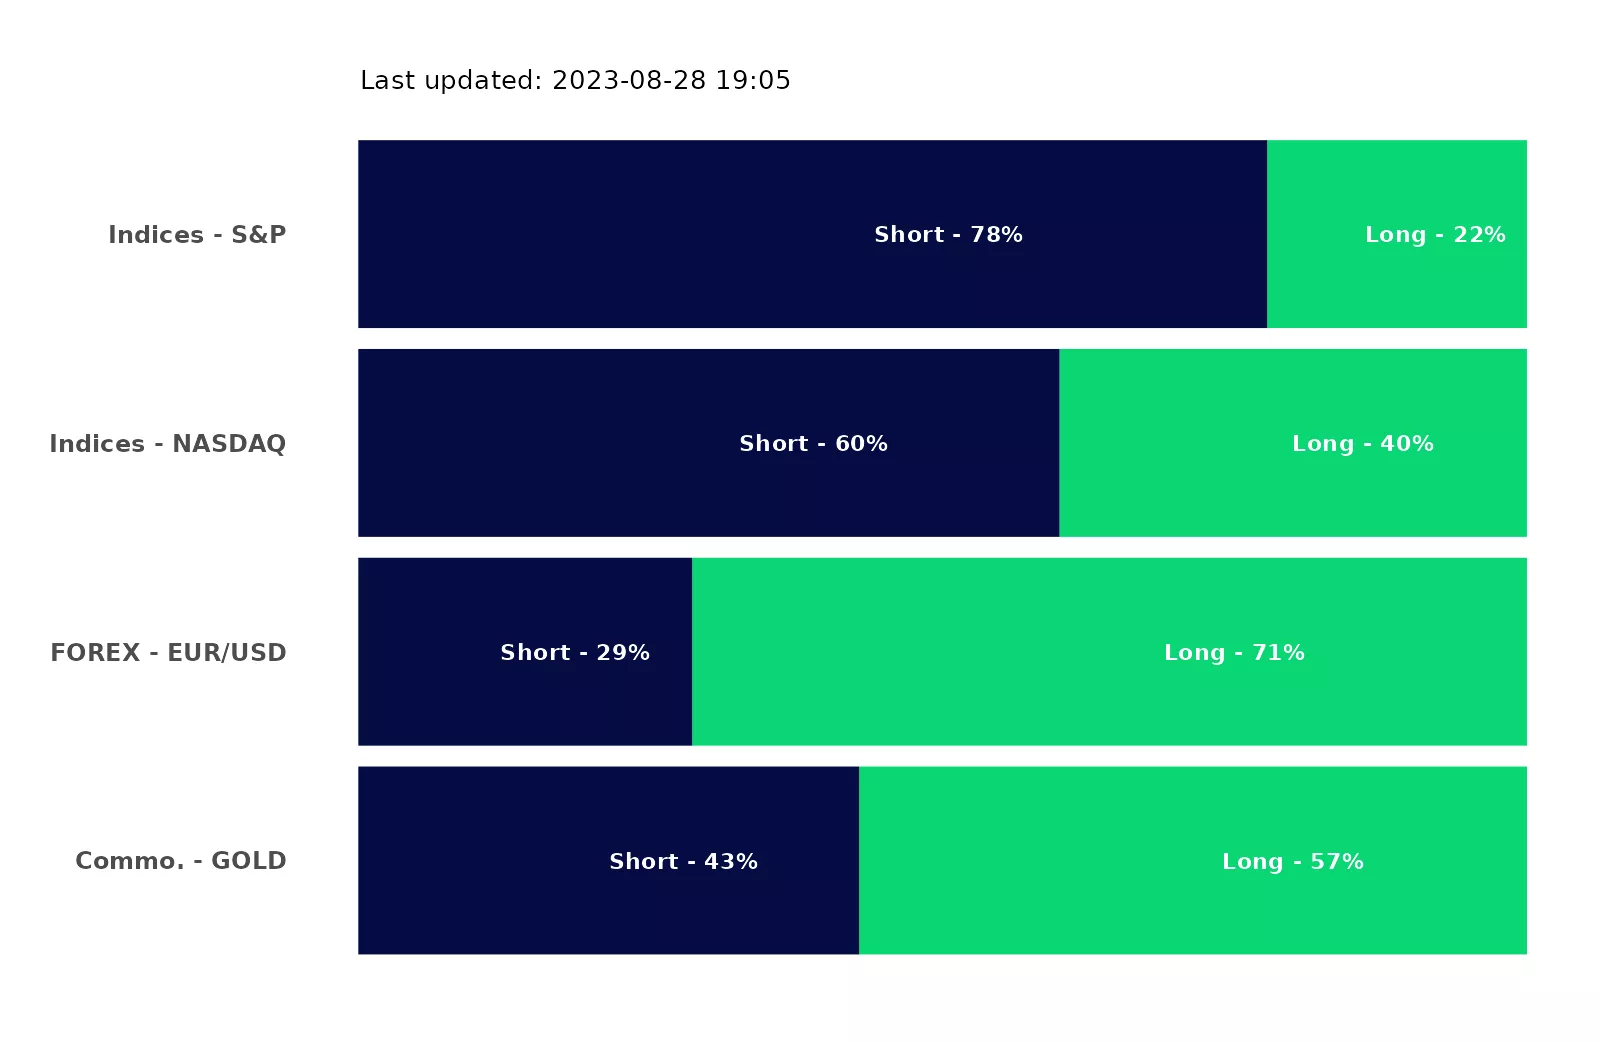 Last updated: 2023-08-28 19:05
Indices - S&P Short - 78% Long - 22%
Indices - NASDAQ Short - 60% Long - 40%
FOREX - EUR/USD Short - 29% Long - 71%
Commo. - GOLD Short - 43% Long - 57%